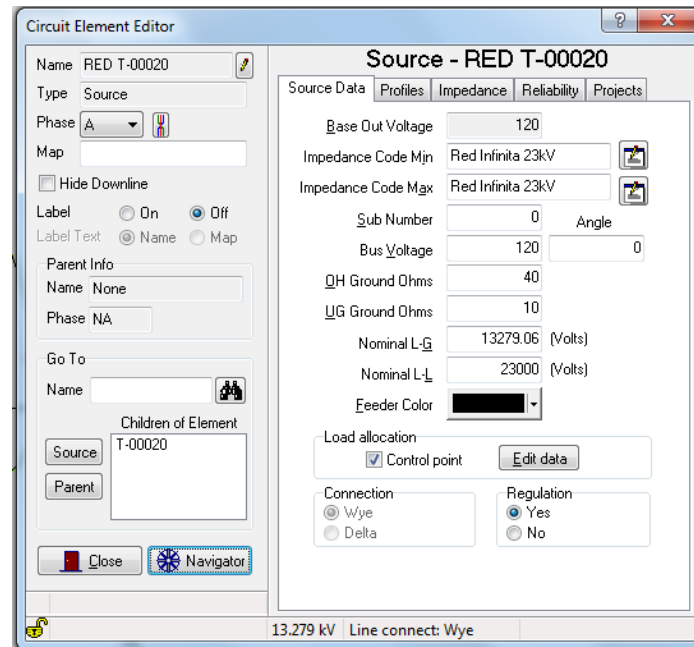 Circuit Element Editor
Name RED T-00020
Type Source
Phase A
Map
Hide Downline
Label On Off
Label Text Name Map
Parent Info
Name None
Phase NA
Go To
Name
Children of Element
T-00020
Source
Parent
Close Navigator
Source - RED T-00020
Source Data Profiles Impedance Reliability Projects
Base Out Voltage 120
Impedance Code Min Red Infinita 23kV
Impedance Code Max Red Infinita 23kV
Sub Number 0 Angle
Bus Voltage 120 0
OH Ground Ohms 40
UG Ground Ohms 10
Nominal L-G 13279.06 (Volts)
Nominal L-L 23000 (Volts)
Feeder Color
Load allocation
Control point Edit data
Connection
Wye
Delta
Regulation
Yes
No
13.279 kV Line connect: Wye